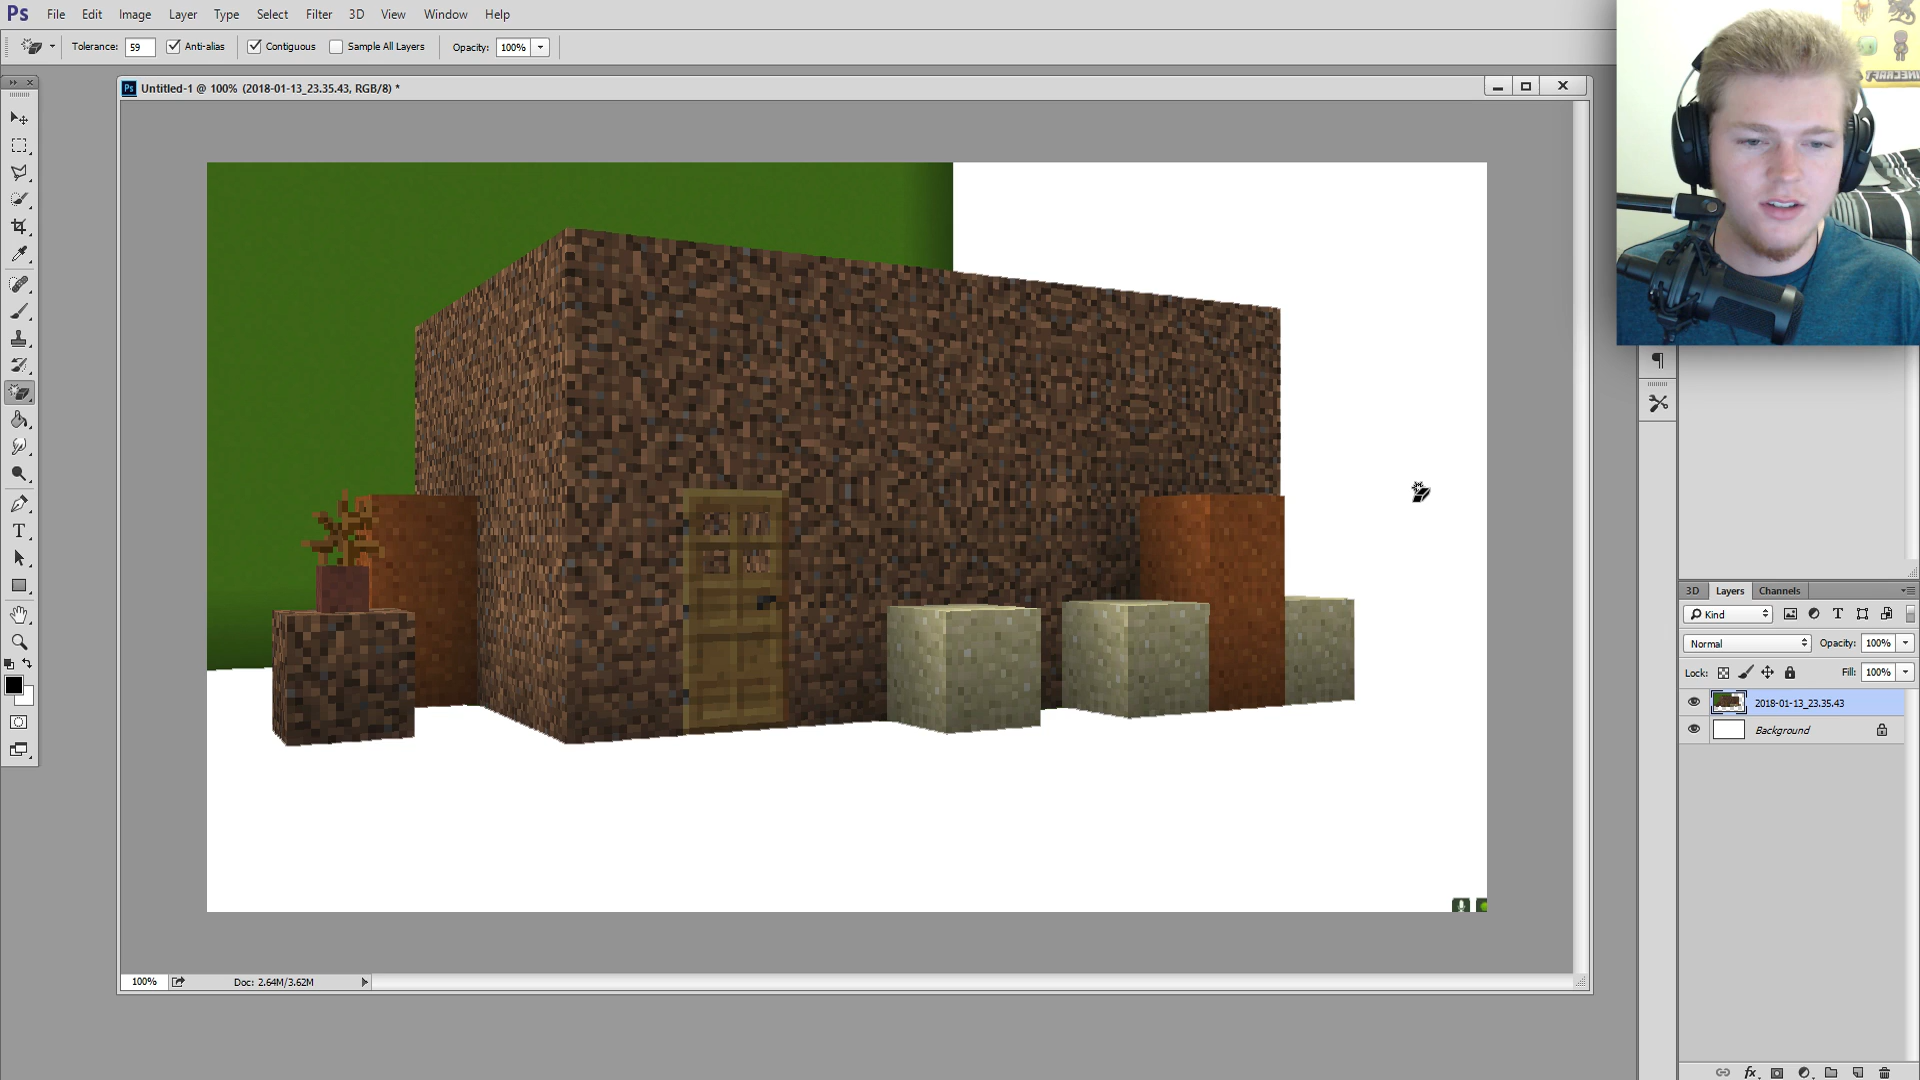 Ps File Edit Image Layer Type Select Filter 3D View Window Help
Tolerance: 59 Anti-alias Contiguous Sample All Layers Opacity: 100%
Ps Untitled-1 @ 100% (2018-01-13_23.35.43, RGB/8) *
T
3D Layers Channels
Kind T
Normal Opacity: 100%
Lock: Fill: 100%
2018-01-13_23.35.43
Background
100% Doc: 2.64M/3.62M
fx